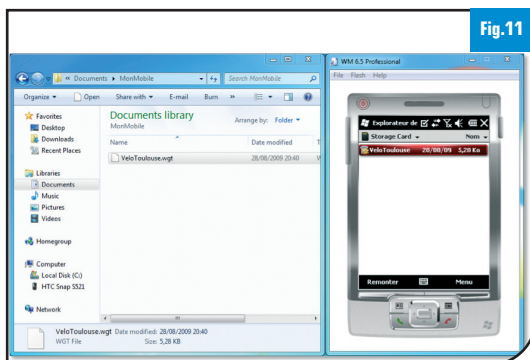 Fig.11
« Documents ▸ MonMobile
Search MonMobile
Organize
Open
Share with
E-mail
Burn
»
Favorites
Desktop
Downloads
Recent Places
Libraries
Documents
Music
Pictures
Videos
Homegroup
Computer
Local Disk (C:)
HTC Snap S521
Network
Documents library
MonMobile
Arrange by: Folder
Name
Date modified
T
VeloToulouse.wgt
28/08/2009 20:40
W
VeloToulouse.wgt Date modified: 28/08/2009 20:40
WGT File Size: 5,28 KB
WM 6.5 Professional
File Flash Help
Explorateur de
Storage Card
Nom
VeloToulouse 28/08/09 5,28 Ko
Remonter
Menu